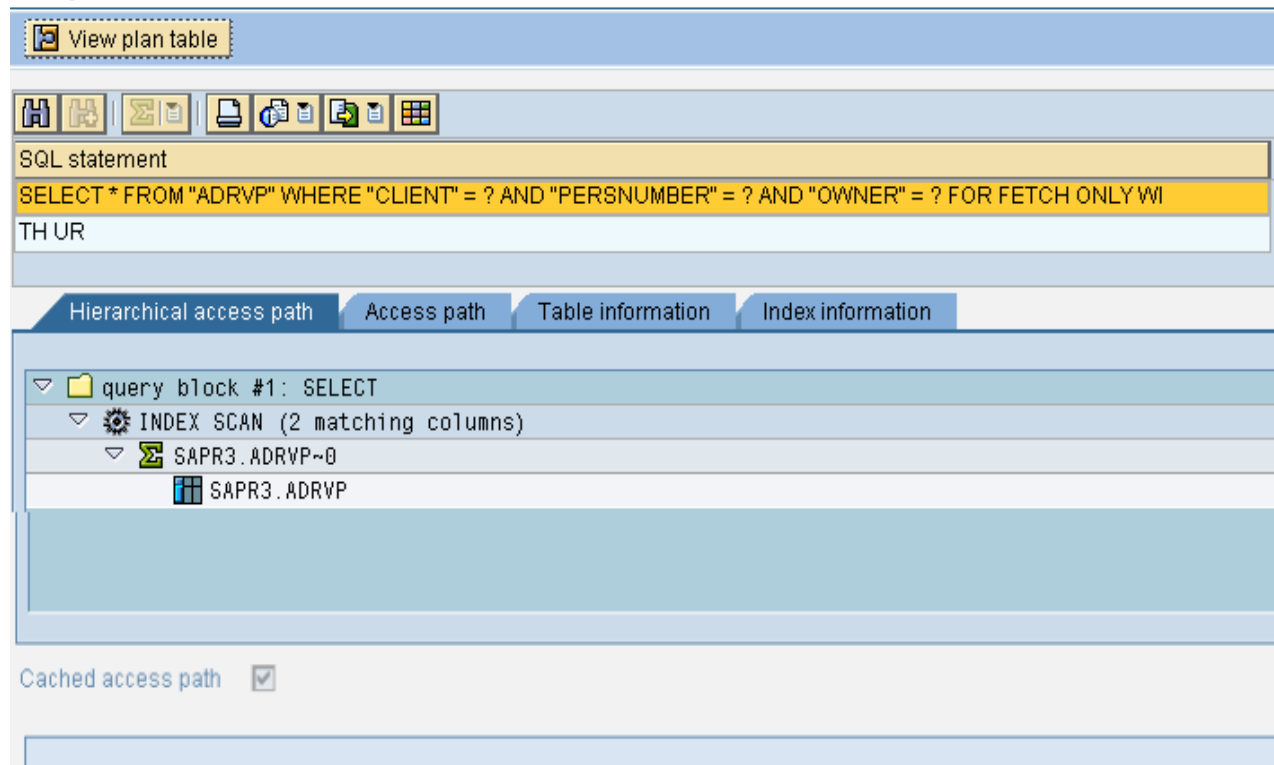 View plan table
SQL statement
SELECT * FROM "ADRVP" WHERE "CLIENT" = ? AND "PERSNUMBER" = ? AND "OWNER" = ? FOR FETCH ONLY WI
TH UR
Hierarchical access path Access path Table information Index information
query block #1: SELECT
INDEX SCAN (2 matching columns)
SAPR3.ADRVP~0
SAPR3.ADRVP
Cached access path